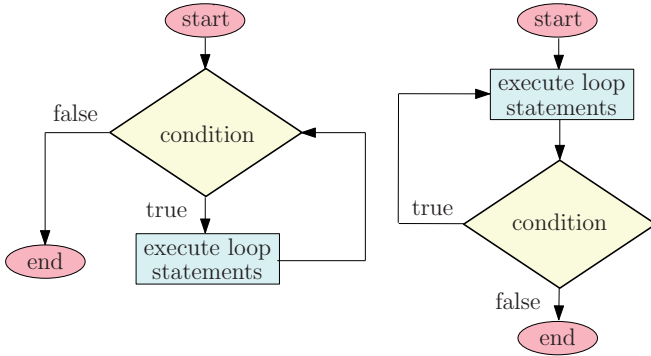 start
false
condition
true
execute loop
statements
end
start
execute loop
statements
true
condition
false
end